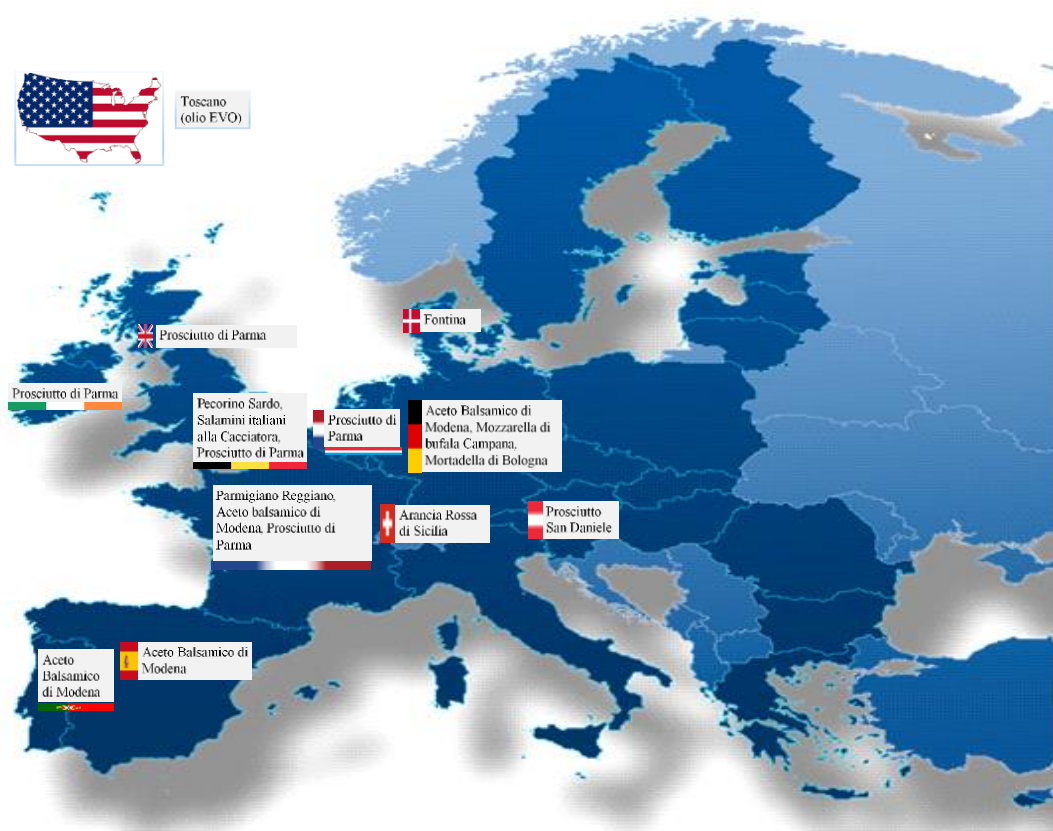 Toscano
(olio EVO)
Fontina
Prosciutto di Parma
Prosciutto di Parma
Pecorino Sardo,
Salamini italiani
alla Cacciatora,
Prosciutto di Parma
Prosciutto di
Parma
Aceto Balsamico di
Modena, Mozzarella di
bufala Campana,
Mortadella di Bologna
Parmigiano Reggiano,
Aceto balsamico di
Modena, Prosciutto di
Parma
Arancia Rossa
di Sicilia
Prosciutto
San Daniele
Aceto
Balsamico
di Modena
Aceto Balsamico di
Modena